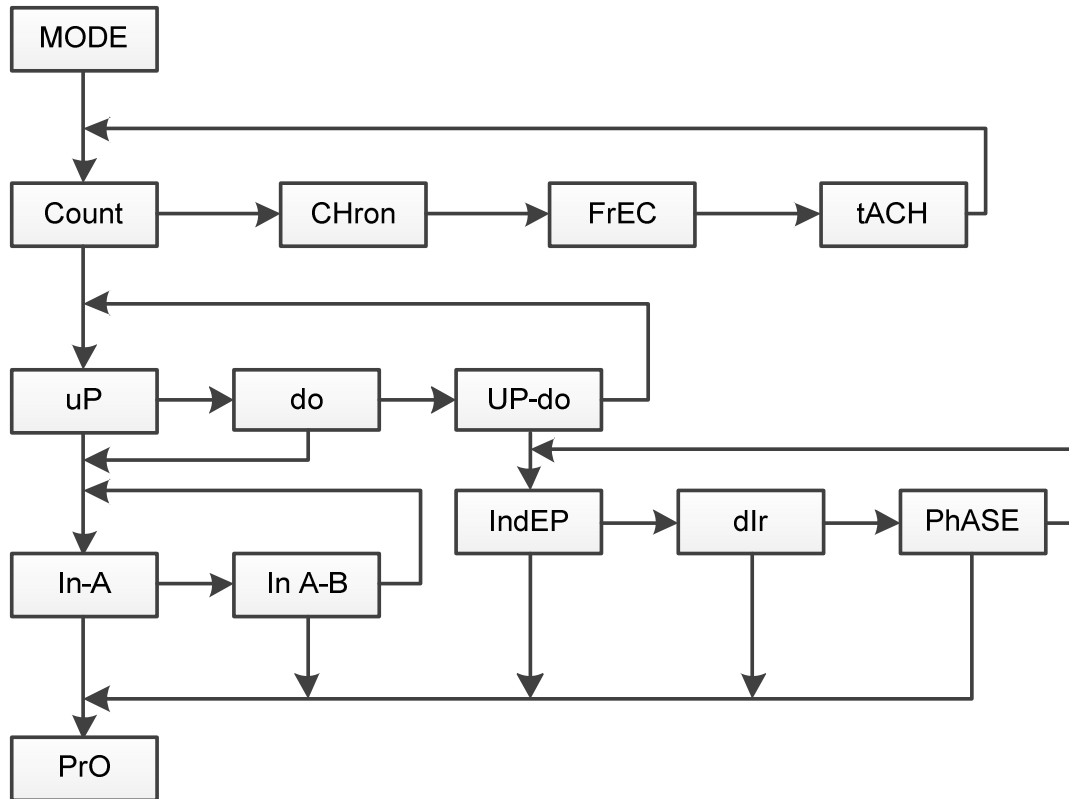 MODE
Count
CHron
FrEC
tACH
uP
do
UP-do
IndEP
dIr
PhASE
In-A
In A-B
PrO